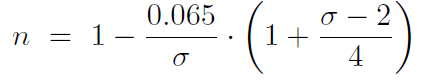 n = 1 − 0.065/σ · (1 + (σ − 2)/4)